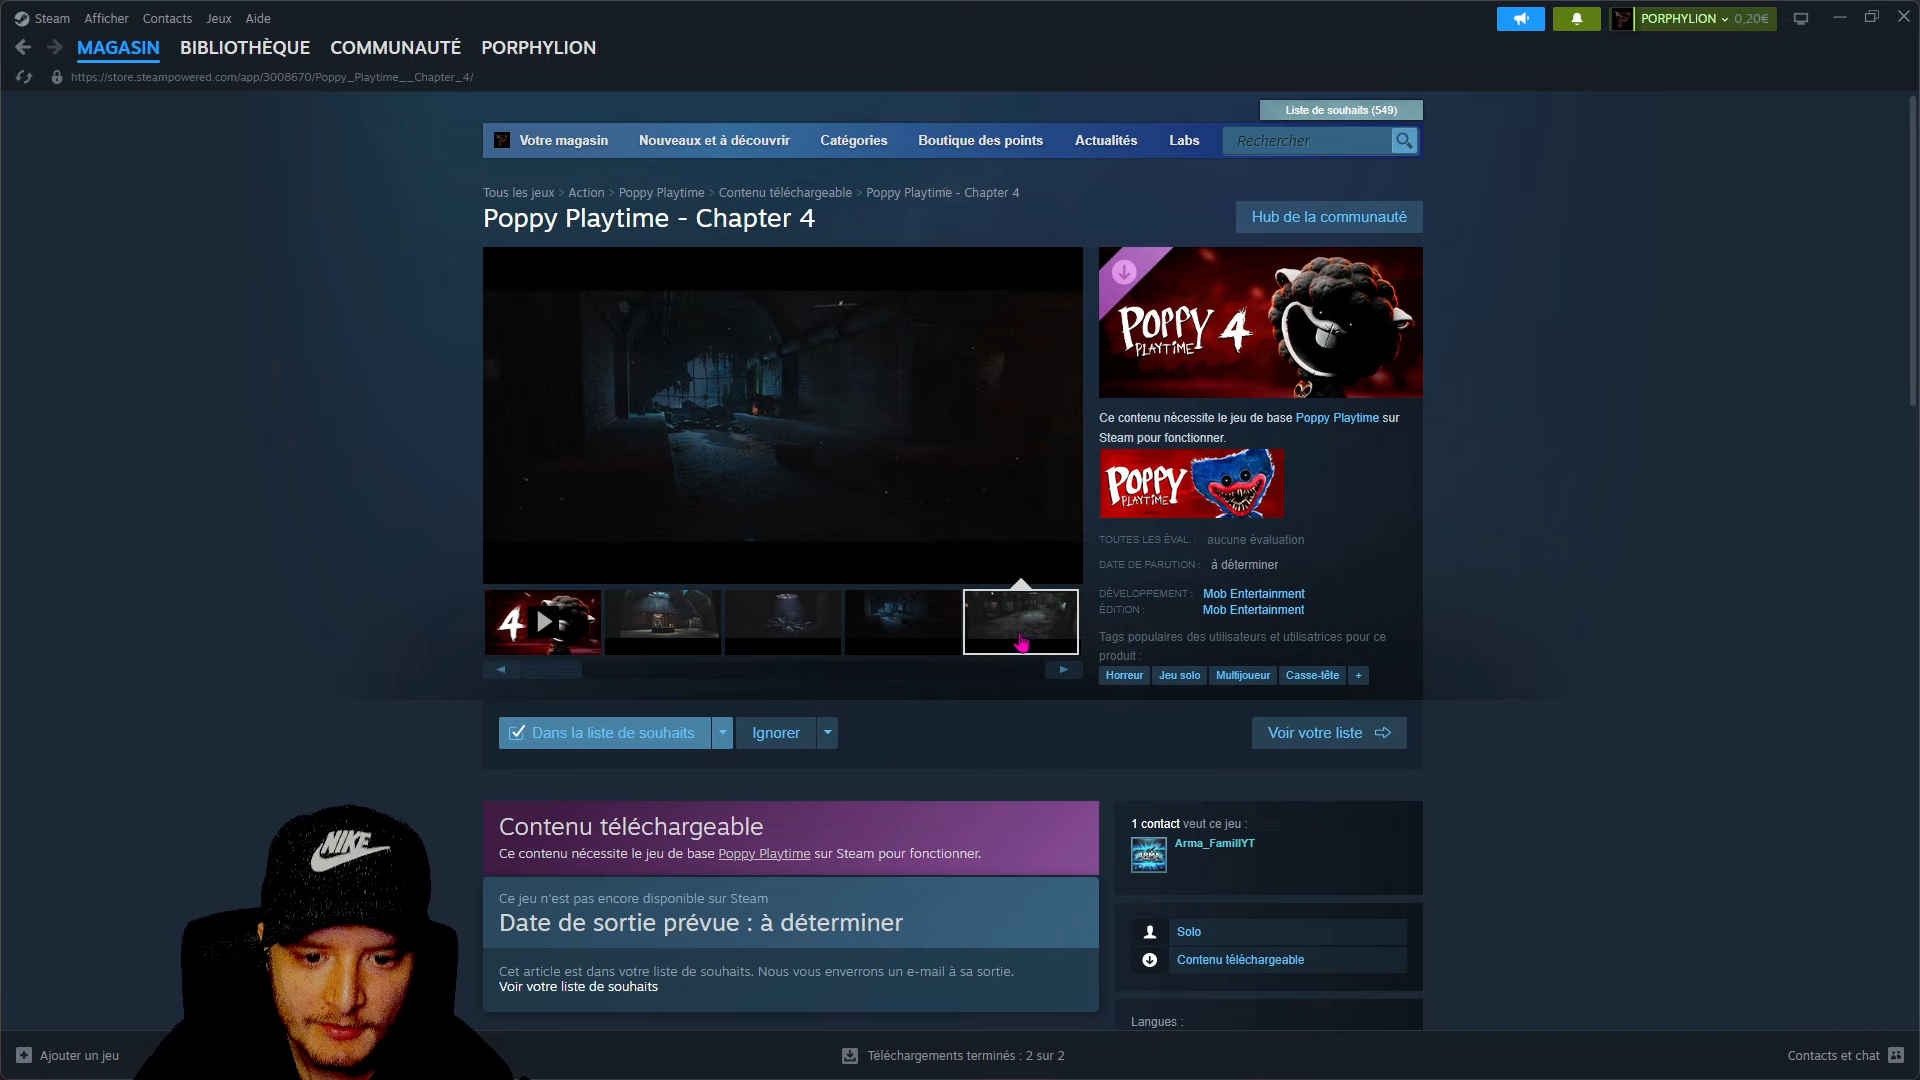 Steam Afficher Contacts Jeux Aide
PORPHYLION 0,20€
MAGASIN BIBLIOTHÈQUE COMMUNAUTÉ PORPHYLION
https://store.steampowered.com/app/3008670/Poppy_Playtime__Chapter_4/
Liste de souhaits (549)
Votre magasin Nouveaux et à découvrir Catégories Boutique des points Actualités Labs Rechercher
Tous les jeux > Action > Poppy Playtime > Contenu téléchargeable > Poppy Playtime - Chapter 4
Poppy Playtime - Chapter 4
Hub de la communauté
POPPY 4
PLAYTIME
Ce contenu nécessite le jeu de base Poppy Playtime sur
Steam pour fonctionner.
POPPY
PLAYTIME
TOUTES LES ÉVAL. : aucune évaluation
DATE DE PARUTION : à déterminer
DÉVELOPPEMENT : Mob Entertainment
ÉDITION : Mob Entertainment
Tags populaires des utilisateurs et utilisatrices pour ce
produit :
Horreur Jeu solo Multijoueur Casse-tête +
4
Dans la liste de souhaits Ignorer Voir votre liste
Contenu téléchargeable
Ce contenu nécessite le jeu de base Poppy Playtime sur Steam pour fonctionner.
Ce jeu n'est pas encore disponible sur Steam
Date de sortie prévue : à déterminer
Cet article est dans votre liste de souhaits. Nous vous enverrons un e-mail à sa sortie.
Voir votre liste de souhaits
1 contact veut ce jeu :
ARMA
Arma_FamillYT
Solo
Contenu téléchargeable
Langues :
NIKE
Ajouter un jeu
Téléchargements terminés : 2 sur 2
Contacts et chat